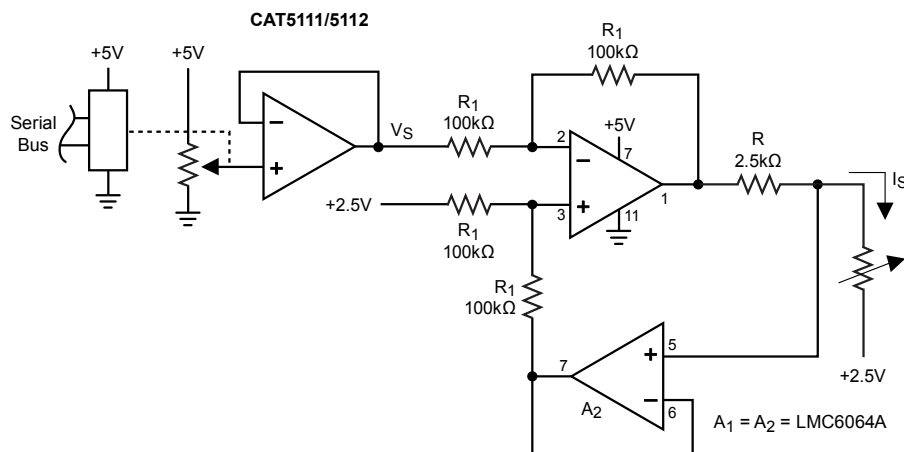 CAT5111/5112
+5V
+5V
Serial
Bus
−
+
VS
R1
100kΩ
R1
100kΩ
+5V
2
7
−
3
+
11
1
+2.5V
R1
100kΩ
R
2.5kΩ
IS
R1
100kΩ
+
5
−
6
7
A2
+2.5V
A1 = A2 = LMC6064A